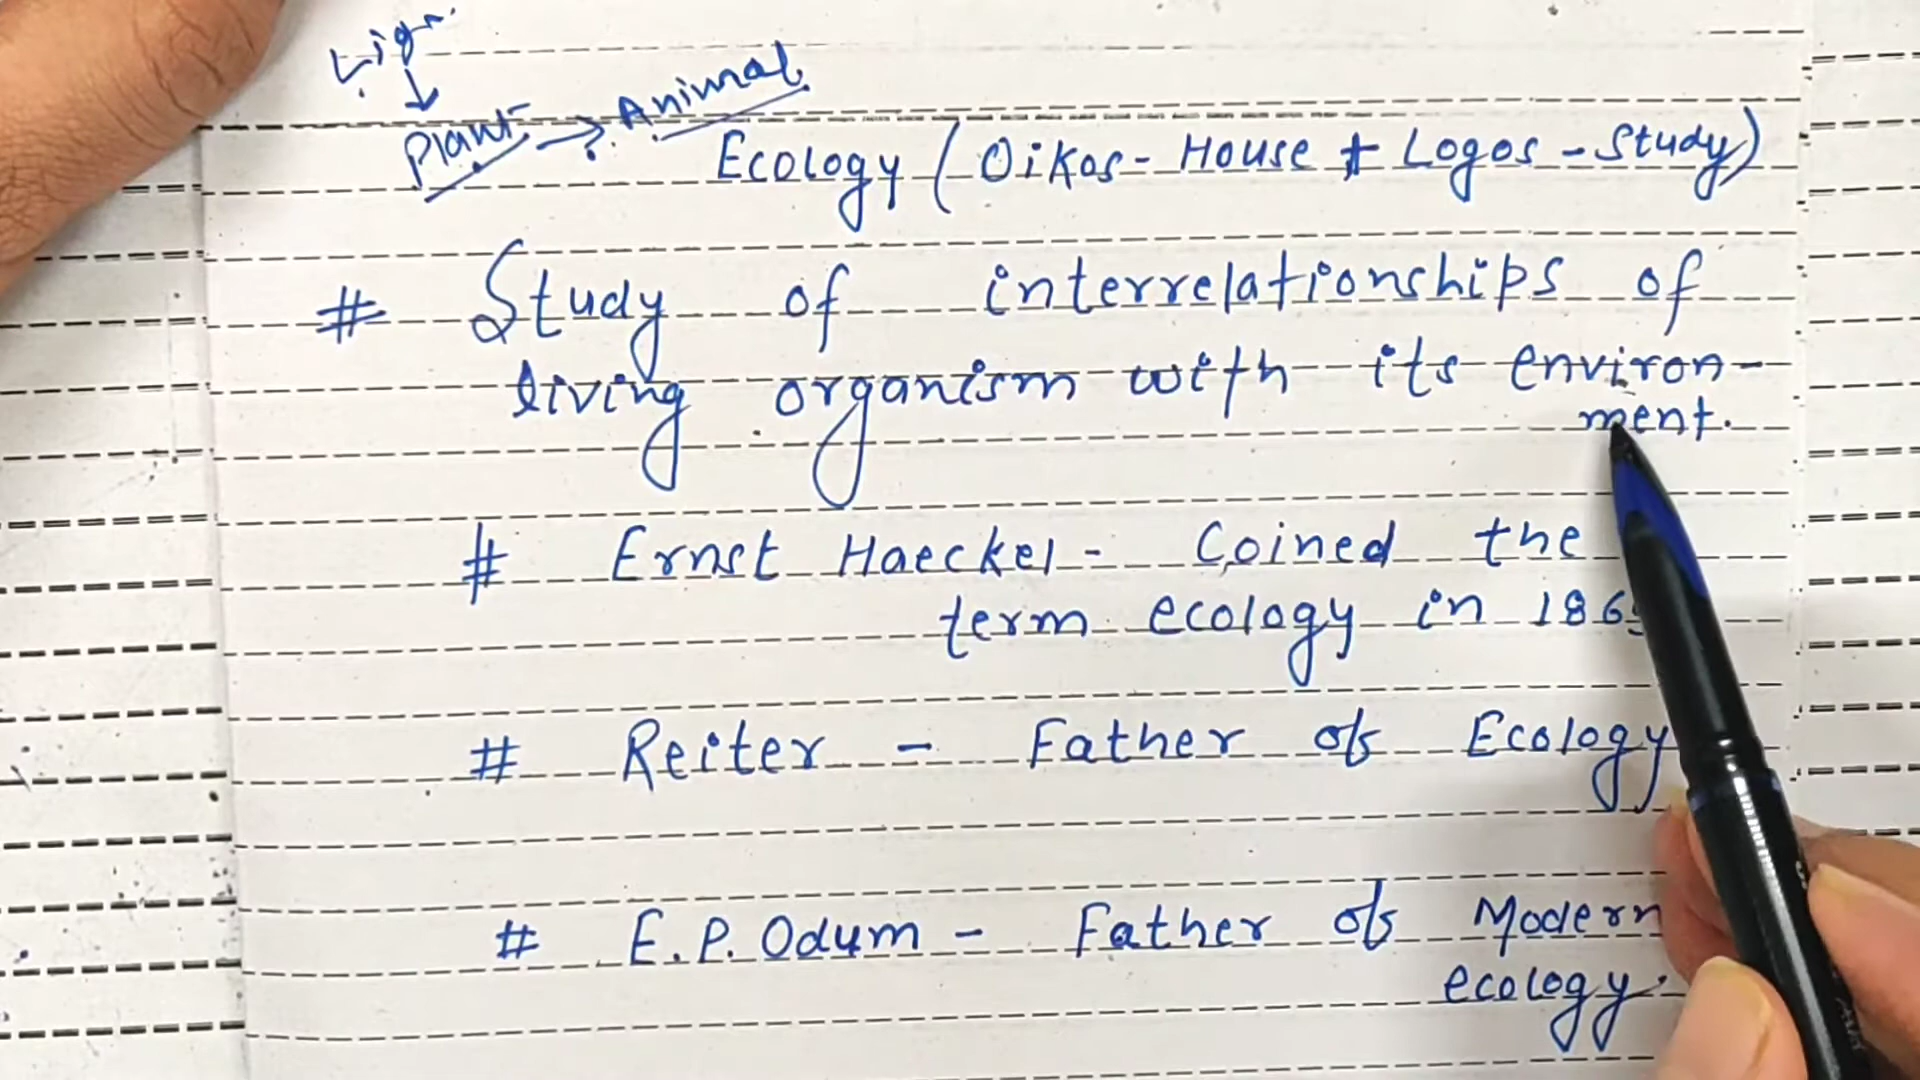 Plant → Animal
Ecology (Oikos - House + Logos - Study)
# Study of interrelationships of
living organism with its environ-
ment.
# Ernst Haeckel - Coined the
term ecology in
# Reiter - Father of Ecology
# E.P. Odum - Father of Modern
ecology.